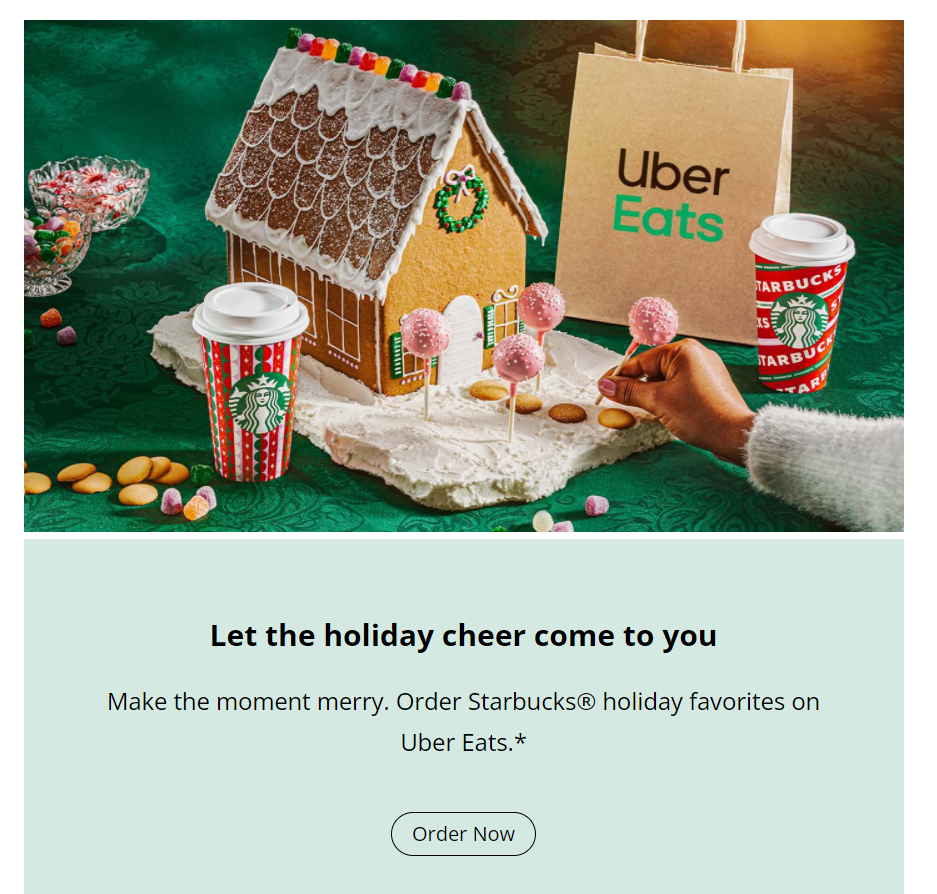 Uber
Eats
STARBUCKS
STARBUCKS
Let the holiday cheer come to you
Make the moment merry. Order Starbucks® holiday favorites on
Uber Eats.*
Order Now